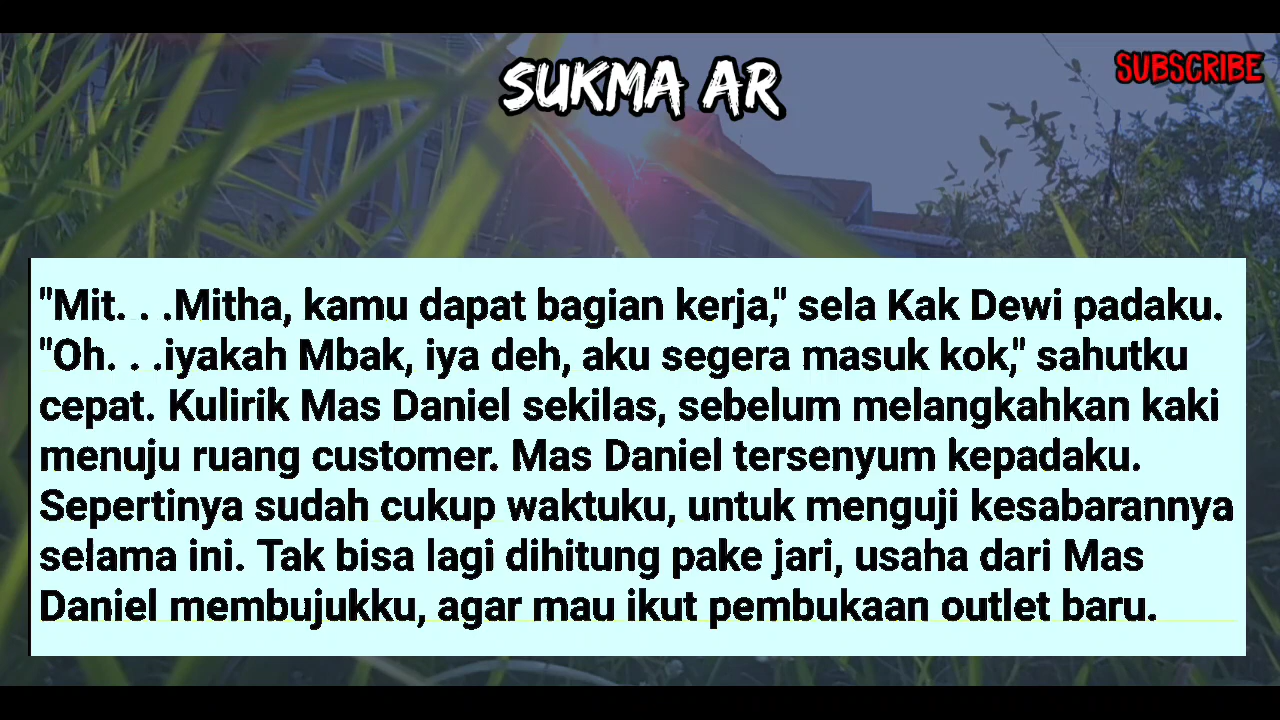 SUKMA AR
SUBSCRIBE
"Mit. . .Mitha, kamu dapat bagian kerja," sela Kak Dewi padaku.
"Oh. . .iyakah Mbak, iya deh, aku segera masuk kok," sahutku
cepat. Kulirik Mas Daniel sekilas, sebelum melangkahkan kaki
menuju ruang customer. Mas Daniel tersenyum kepadaku.
Sepertinya sudah cukup waktuku, untuk menguji kesabarannya
selama ini. Tak bisa lagi dihitung pake jari, usaha dari Mas
Daniel membujukku, agar mau ikut pembukaan outlet baru.